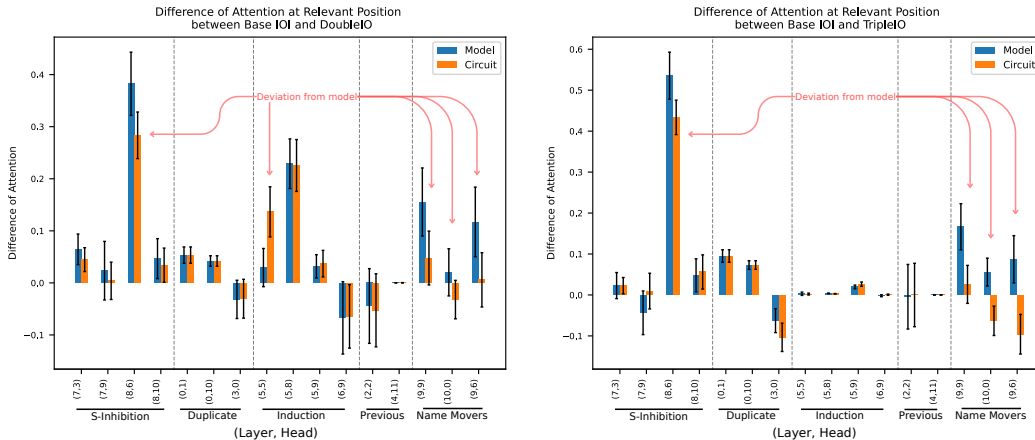 Difference of Attention at Relevant Position
between Base IOI and DoubleIO
Model
Circuit
Deviation from model
Difference of Attention
0.4
0.3
0.2
0.1
0.0
−0.1
(7,3)
(7,9)
(8,6)
(8,10)
(0,1)
(0,10)
(3,0)
(5,5)
(5,8)
(5,9)
(6,9)
(2,2)
(4,11)
(9,9)
(10,0)
(9,6)
S-Inhibition
Duplicate
Induction
Previous
Name Movers
(Layer, Head)
Difference of Attention at Relevant Position
between Base IOI and TripleIO
Model
Circuit
Deviation from model
Difference of Attention
0.6
0.5
0.4
0.3
0.2
0.1
0.0
−0.1
(7,3)
(7,9)
(8,6)
(8,10)
(0,1)
(0,10)
(3,0)
(5,5)
(5,8)
(5,9)
(6,9)
(2,2)
(4,11)
(9,9)
(10,0)
(9,6)
S-Inhibition
Duplicate
Induction
Previous
Name Movers
(Layer, Head)